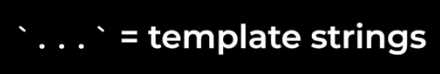 `...` = template strings